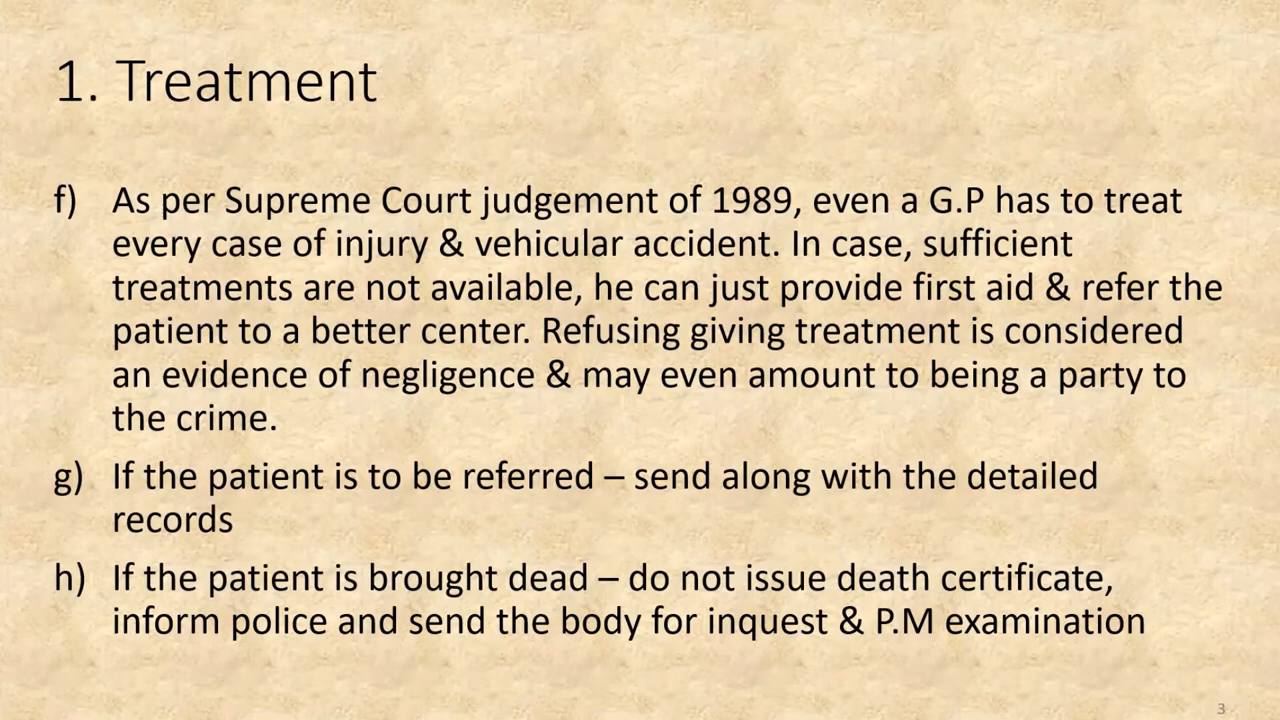 1. Treatment
f) As per Supreme Court judgement of 1989, even a G.P has to treat
every case of injury & vehicular accident. In case, sufficient
treatments are not available, he can just provide first aid & refer the
patient to a better center. Refusing giving treatment is considered
an evidence of negligence & may even amount to being a party to
the crime.
g) If the patient is to be referred – send along with the detailed
records
h) If the patient is brought dead – do not issue death certificate,
inform police and send the body for inquest & P.M examination
3